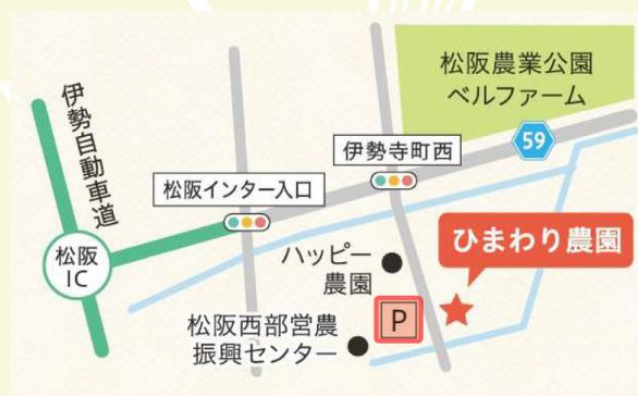 松阪農業公園
ベルファーム
伊勢自動車道
59
伊勢寺町西
松阪インター入口
ひまわり農園
松阪
IC
ハッピー
農園
P
松阪西部営農
振興センター